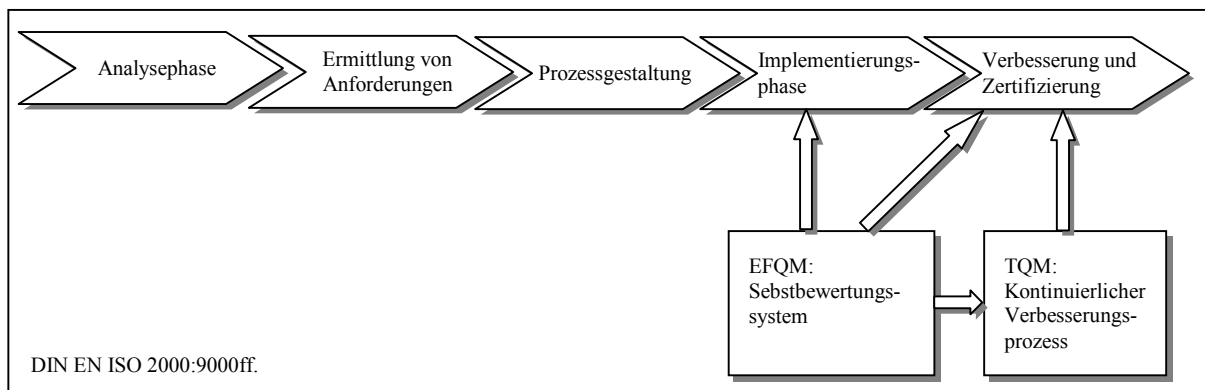 Analysephase
Ermittlung von
Anforderungen
Prozessgestaltung
Implementierungs-
phase
Verbesserung und
Zertifizierung
EFQM:
Sebstbewertungs-
system
TQM:
Kontinuierlicher
Verbesserungs-
prozess
DIN EN ISO 2000:9000ff.